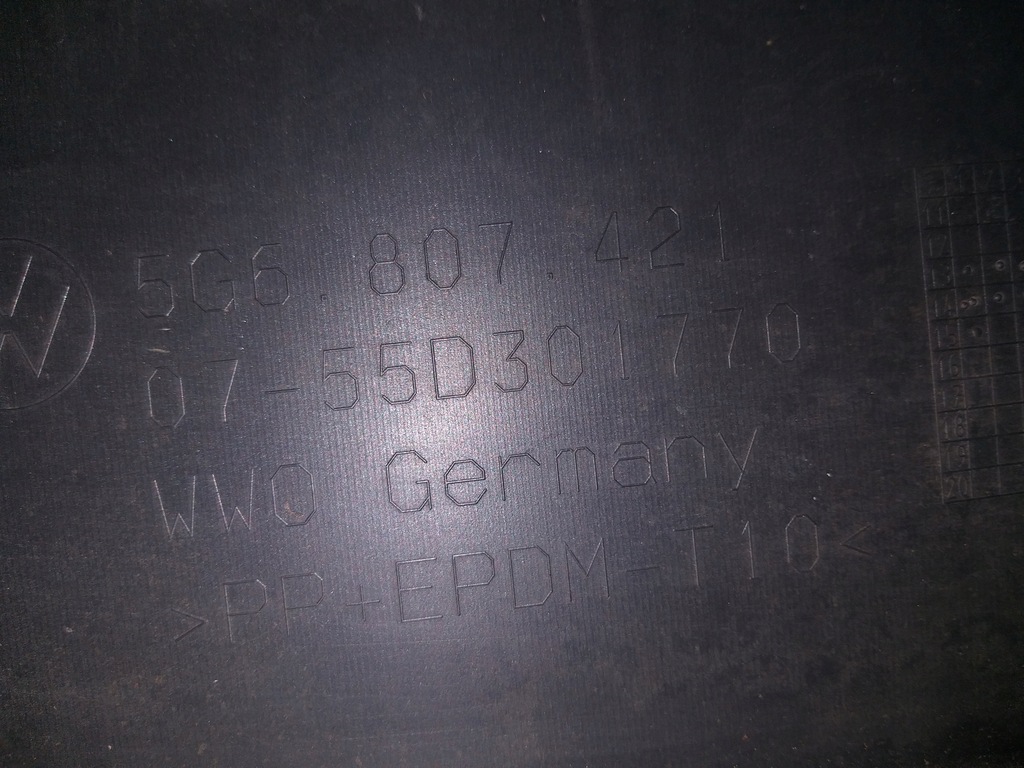 5G6.807.421
07-55D301770
WWO Germany
>PP+EPDM-T10<